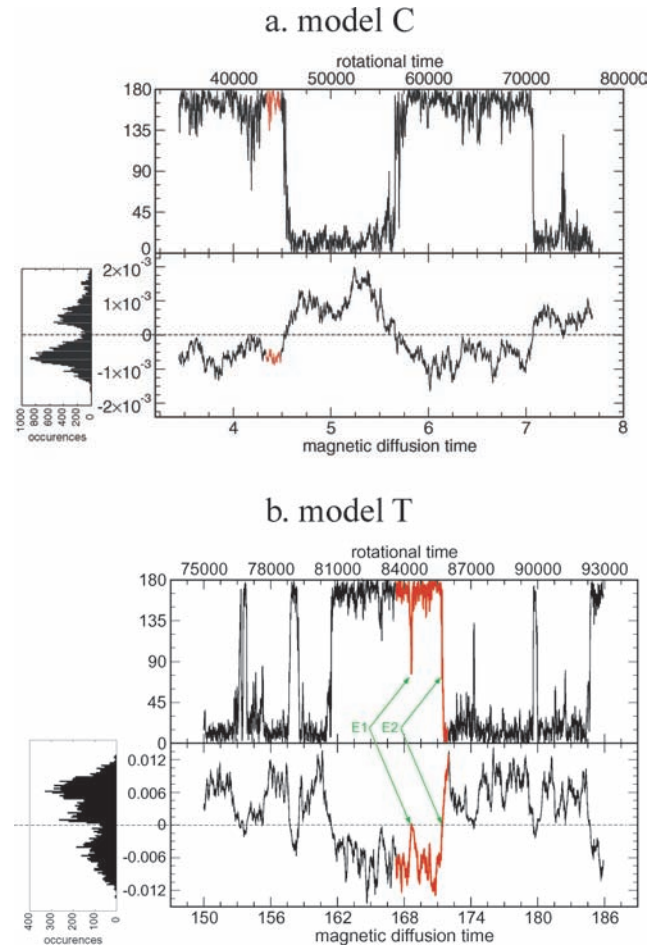 a. model C
rotational time
40000 50000 60000 70000 80000
180
135
90
45
0
2×10⁻³
1×10⁻³
0
-1×10⁻³
-2×10⁻³
1000 800 600 400 200 0
occurences
4 5 6 7 8
magnetic diffusion time
b. model T
rotational time
75000 78000 81000 84000 87000 90000 93000
180
135
90
45
0
E1 E2
0.012
0.006
0
-0.006
-0.012
400 300 200 100 0
occurences
150 156 162 168 174 180 186
magnetic diffusion time